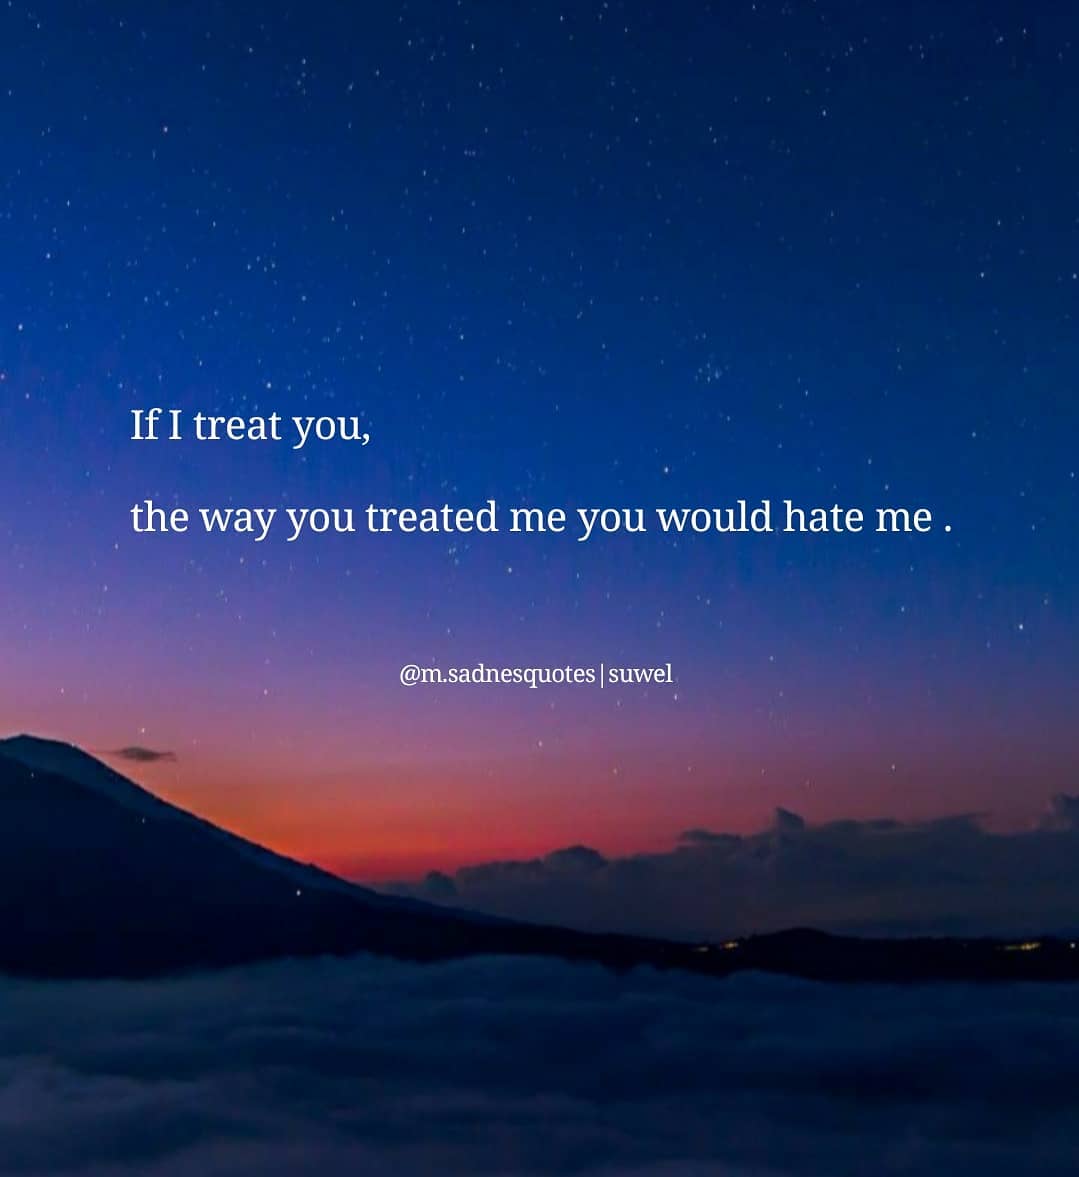 If I treat you,
the way you treated me you would hate me .
@m.sadnesquotes|suwel